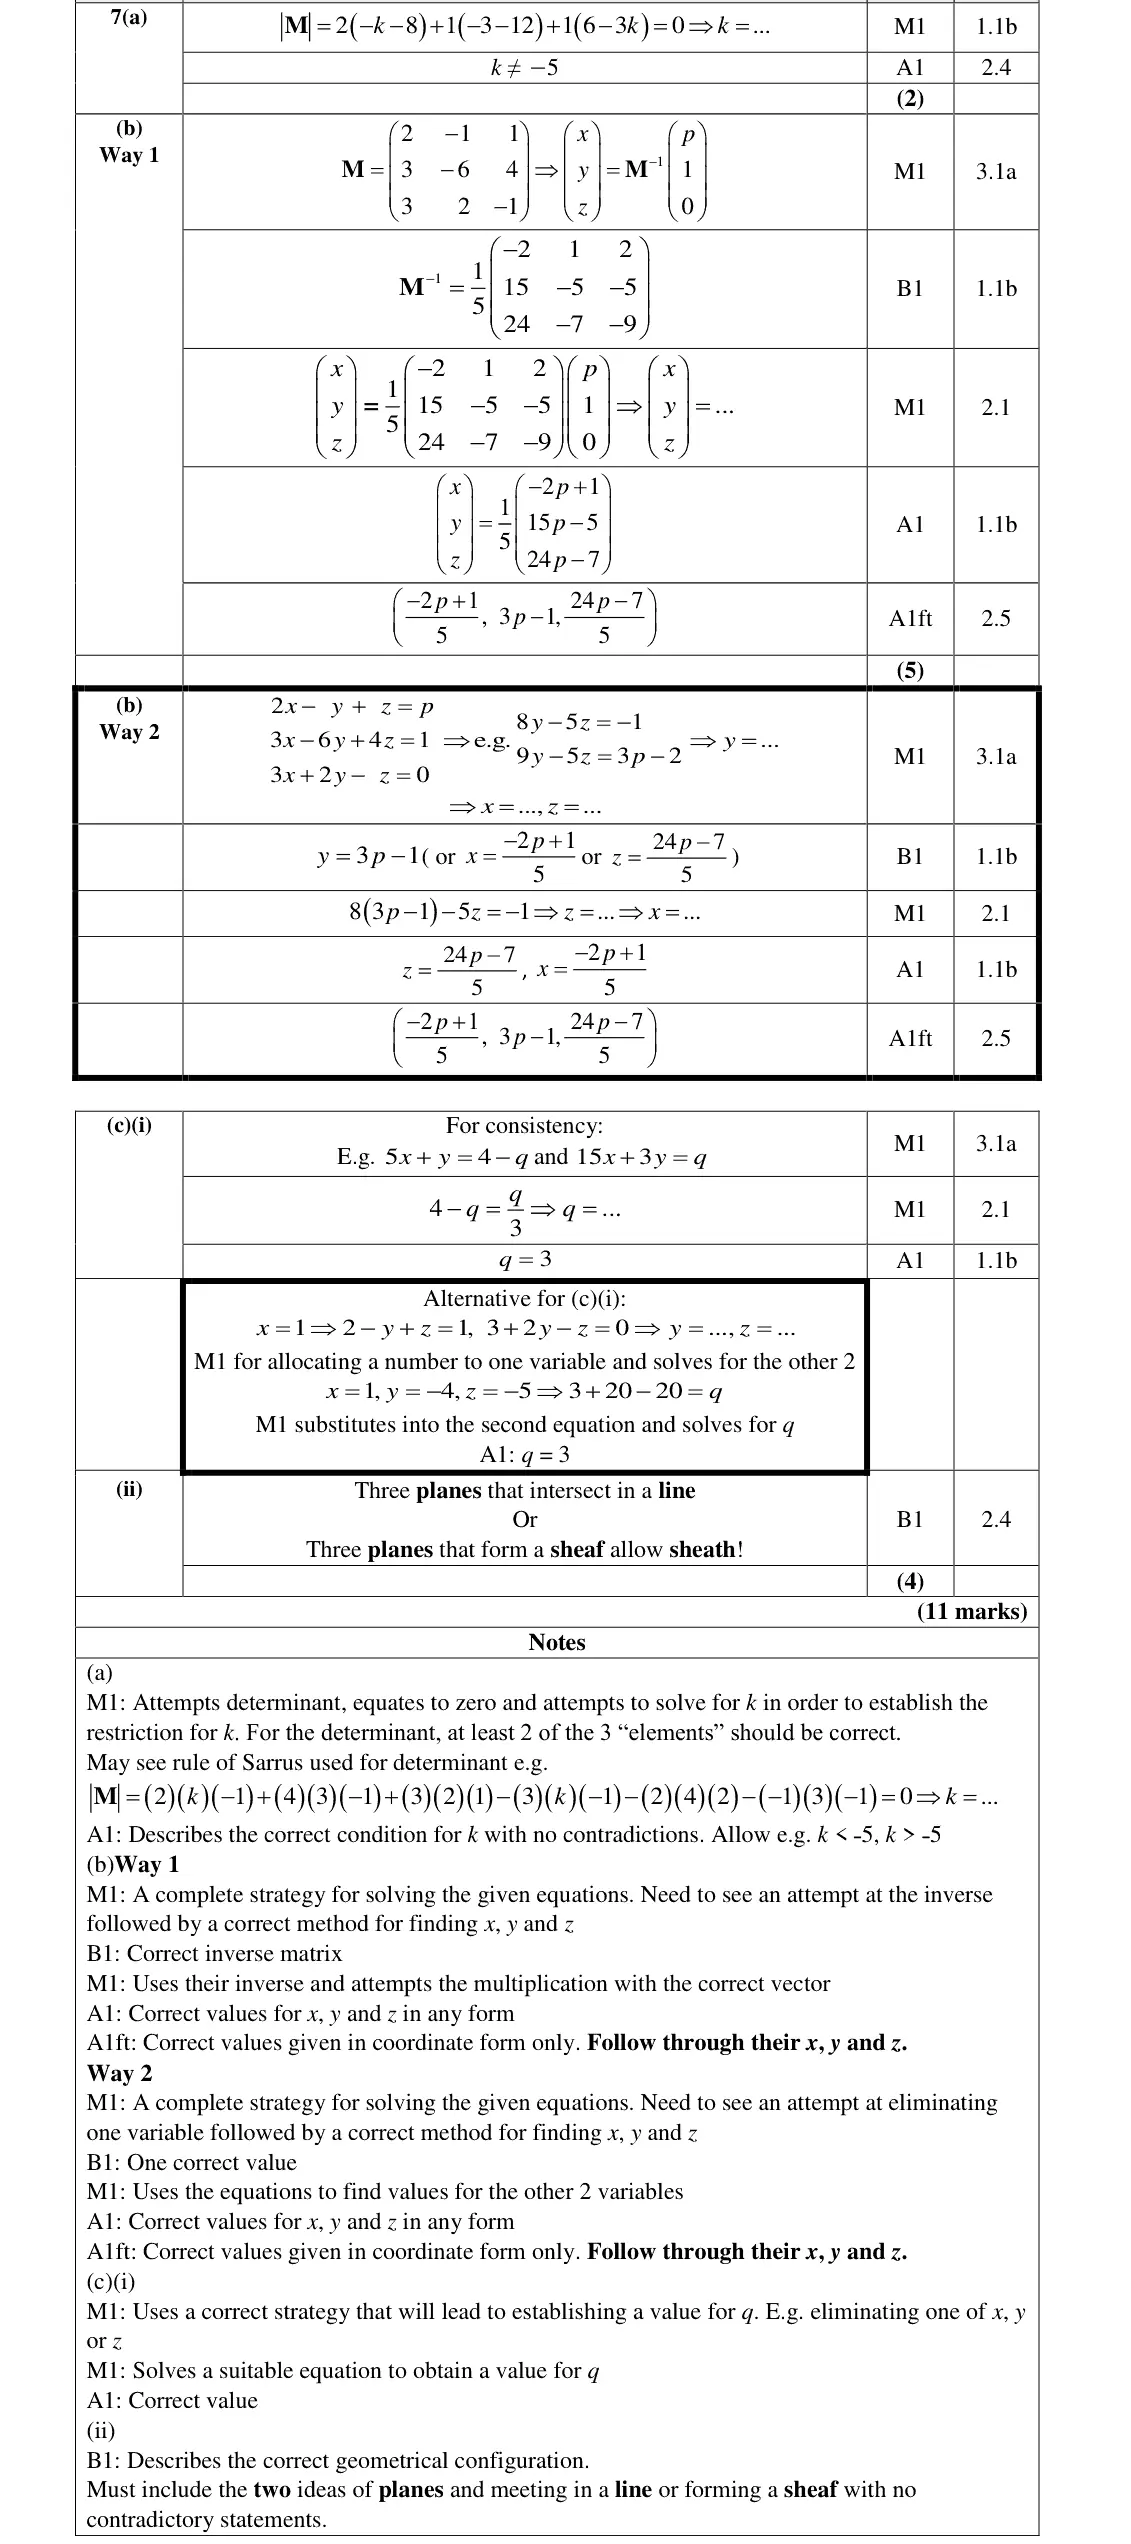 7(a)
|M| = 2(−k−8)+1(−3−12)+1(6−3k) = 0 ⇒ k = ...
M1
1.1b
k ≠ −5
A1
2.4
(2)
(b)
Way 1
M = (2 −1 1; 3 −6 4; 3 2 −1) ⇒ (x; y; z) = M⁻¹ (p; 1; 0)
M1
3.1a
M⁻¹ = 1/5 (−2 1 2; 15 −5 −5; 24 −7 −9)
B1
1.1b
(x; y; z) = 1/5 (−2 1 2; 15 −5 −5; 24 −7 −9)(p; 1; 0) ⇒ (x; y; z) = ...
M1
2.1
(x; y; z) = 1/5 (−2p+1; 15p−5; 24p−7)
A1
1.1b
((−2p+1)/5, 3p−1, (24p−7)/5)
A1ft
2.5
(5)
(b)
Way 2
2x − y + z = p
3x − 6y + 4z = 1 ⇒ e.g. 8y − 5z = −1
3x + 2y − z = 0
9y − 5z = 3p − 2 ⇒ y = ...
⇒ x = ..., z = ...
M1
3.1a
y = 3p − 1 ( or x = (−2p+1)/5 or z = (24p−7)/5 )
B1
1.1b
8(3p−1) − 5z = −1 ⇒ z = ... ⇒ x = ...
M1
2.1
z = (24p−7)/5, x = (−2p+1)/5
A1
1.1b
((−2p+1)/5, 3p−1, (24p−7)/5)
A1ft
2.5
(c)(i)
For consistency:
E.g. 5x + y = 4 − q and 15x + 3y = q
M1
3.1a
4 − q = q/3 ⇒ q = ...
M1
2.1
q = 3
A1
1.1b
Alternative for (c)(i):
x = 1 ⇒ 2 − y + z = 1, 3 + 2y − z = 0 ⇒ y = ..., z = ...
M1 for allocating a number to one variable and solves for the other 2
x = 1, y = −4, z = −5 ⇒ 3 + 20 − 20 = q
M1 substitutes into the second equation and solves for q
A1: q = 3
(ii)
Three planes that intersect in a line
Or
Three planes that form a sheaf allow sheath!
B1
2.4
(4)
(11 marks)
Notes
(a)
M1: Attempts determinant, equates to zero and attempts to solve for k in order to establish the
restriction for k. For the determinant, at least 2 of the 3 “elements” should be correct.
May see rule of Sarrus used for determinant e.g.
|M| = (2)(k)(−1)+(4)(3)(−1)+(3)(2)(1)−(3)(k)(−1)−(2)(4)(2)−(−1)(3)(−1) = 0 ⇒ k = ...
A1: Describes the correct condition for k with no contradictions. Allow e.g. k < -5, k > -5
(b)Way 1
M1: A complete strategy for solving the given equations. Need to see an attempt at the inverse
followed by a correct method for finding x, y and z
B1: Correct inverse matrix
M1: Uses their inverse and attempts the multiplication with the correct vector
A1: Correct values for x, y and z in any form
A1ft: Correct values given in coordinate form only. Follow through their x, y and z.
Way 2
M1: A complete strategy for solving the given equations. Need to see an attempt at eliminating
one variable followed by a correct method for finding x, y and z
B1: One correct value
M1: Uses the equations to find values for the other 2 variables
A1: Correct values for x, y and z in any form
A1ft: Correct values given in coordinate form only. Follow through their x, y and z.
(c)(i)
M1: Uses a correct strategy that will lead to establishing a value for q. E.g. eliminating one of x, y
or z
M1: Solves a suitable equation to obtain a value for q
A1: Correct value
(ii)
B1: Describes the correct geometrical configuration.
Must include the two ideas of planes and meeting in a line or forming a sheaf with no
contradictory statements.